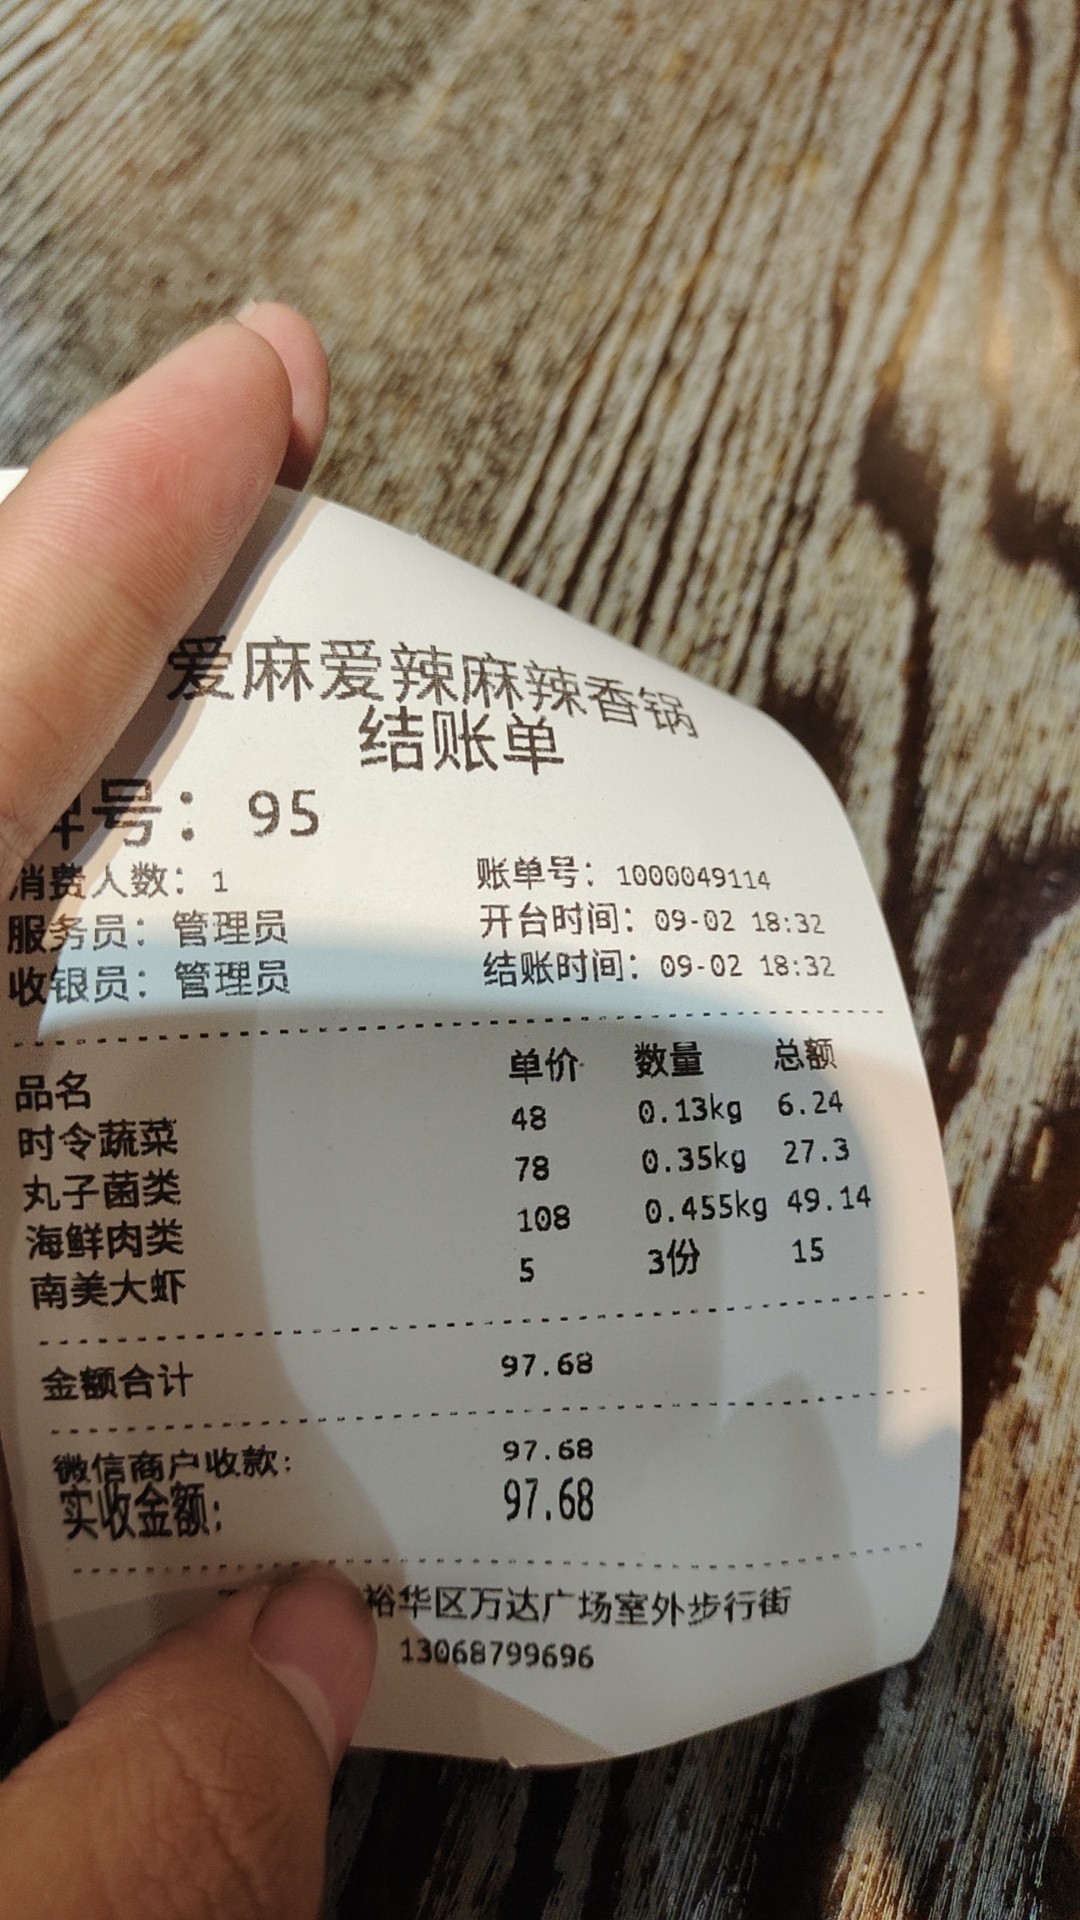 爱麻爱辣麻辣香锅
结账单
牌号：95
消费人数：1 账单号：1000049114
服务员：管理员 开台时间：09-02 18:32
收银员：管理员 结账时间：09-02 18:32
品名 单价 数量 总额
时令蔬菜 48 0.13kg 6.24
丸子菌类 78 0.35kg 27.3
海鲜肉类 108 0.455kg 49.14
南美大虾 5 3份 15
金额合计 97.68
微信商户收款: 97.68
实收金额: 97.68
裕华区万达广场室外步行街
13068799696